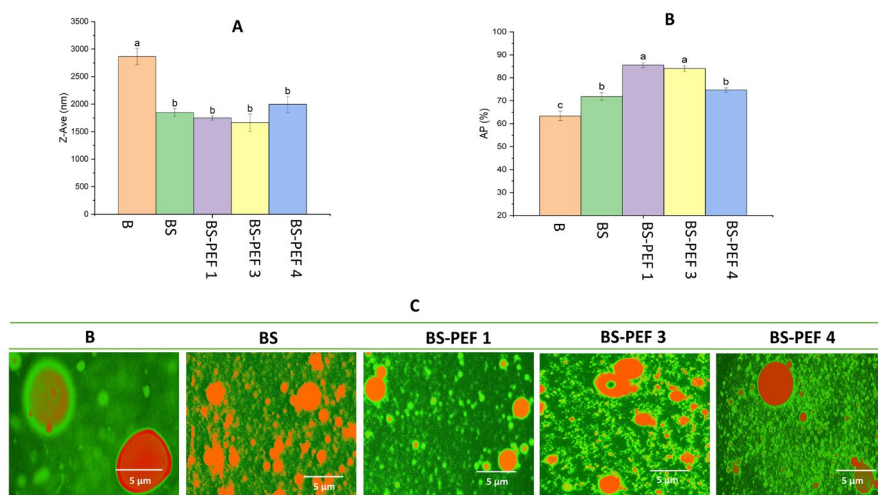 A
Z-Ave (nm)
3500
3000
2500
2000
1500
1000
500
0
a
b
b
b
b
B
BS
BS-PEF 1
BS-PEF 3
BS-PEF 4
B
AP (%)
100
90
80
70
60
50
40
30
20
c
b
a
a
b
B
BS
BS-PEF 1
BS-PEF 3
BS-PEF 4
C
B BS BS-PEF 1 BS-PEF 3 BS-PEF 4
5 µm 5 µm 5 µm 5 µm 5 µm